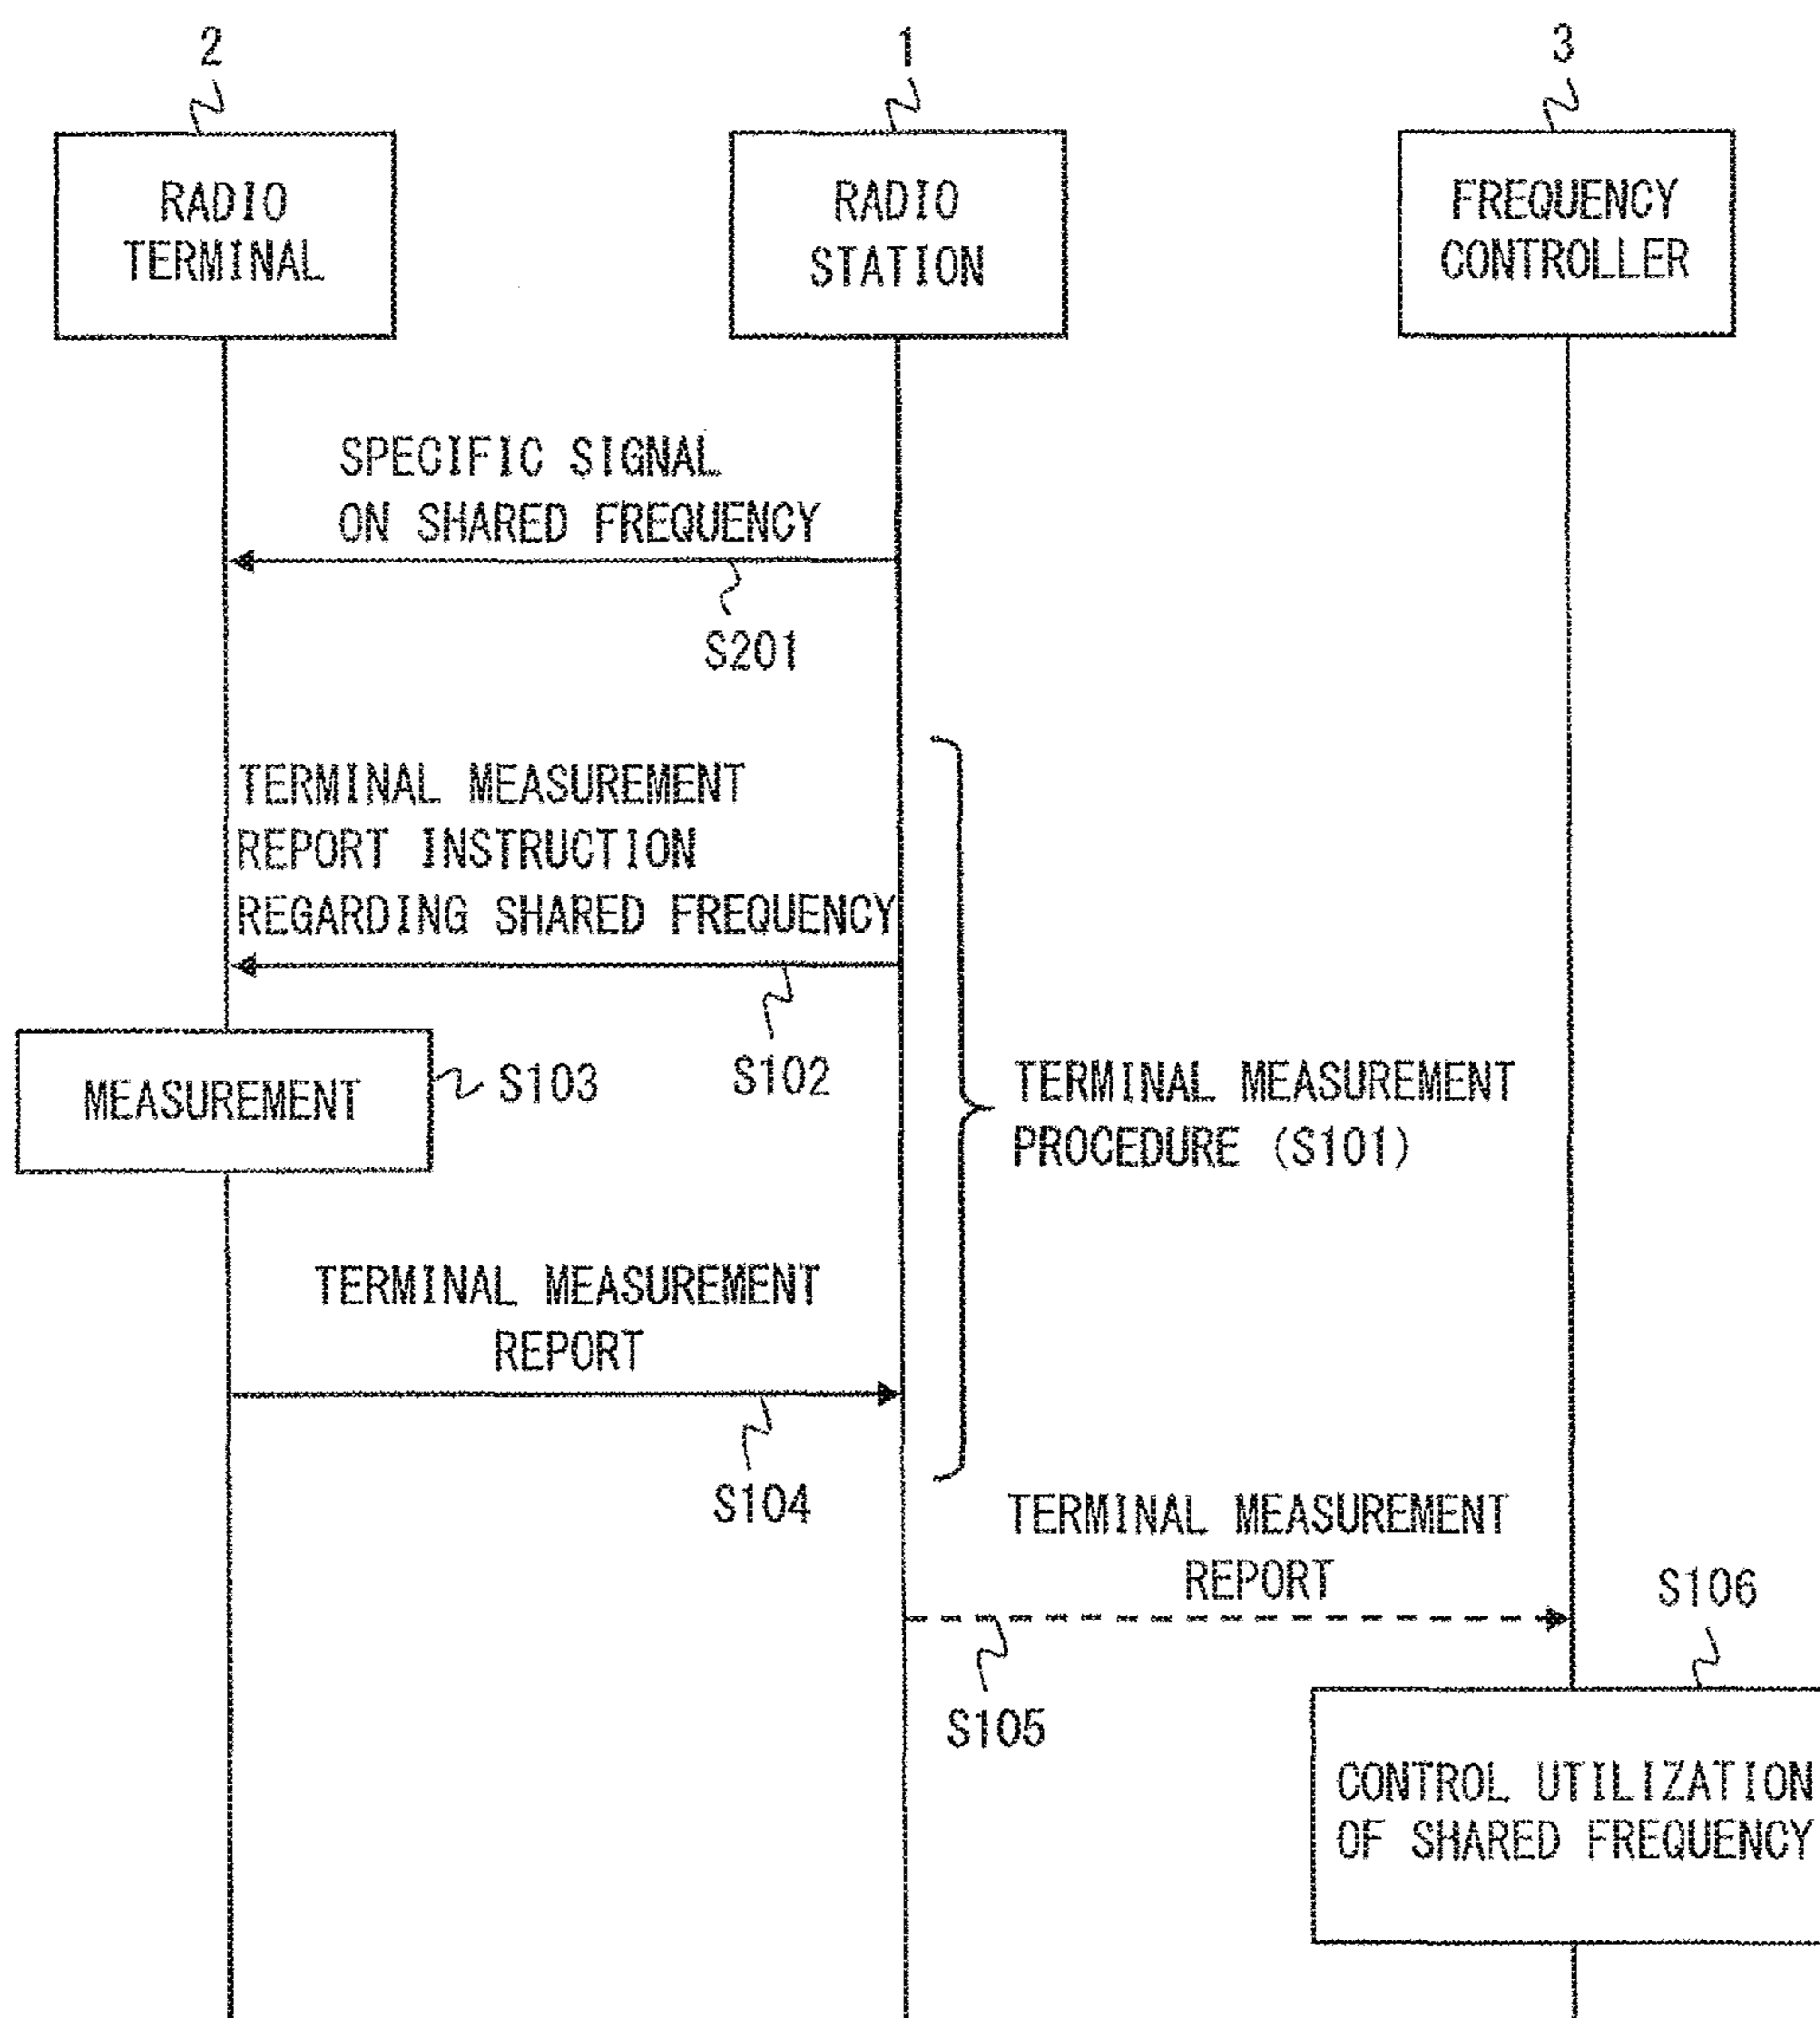 2
1
3
RADIO
TERMINAL
RADIO
STATION
FREQUENCY
CONTROLLER
SPECIFIC SIGNAL
ON SHARED FREQUENCY
S201
TERMINAL MEASUREMENT
REPORT INSTRUCTION
REGARDING SHARED FREQUENCY
S102
MEASUREMENT
S103
TERMINAL MEASUREMENT
PROCEDURE (S101)
TERMINAL MEASUREMENT
REPORT
S104
TERMINAL MEASUREMENT
REPORT
S105
S106
CONTROL UTILIZATION
OF SHARED FREQUENCY